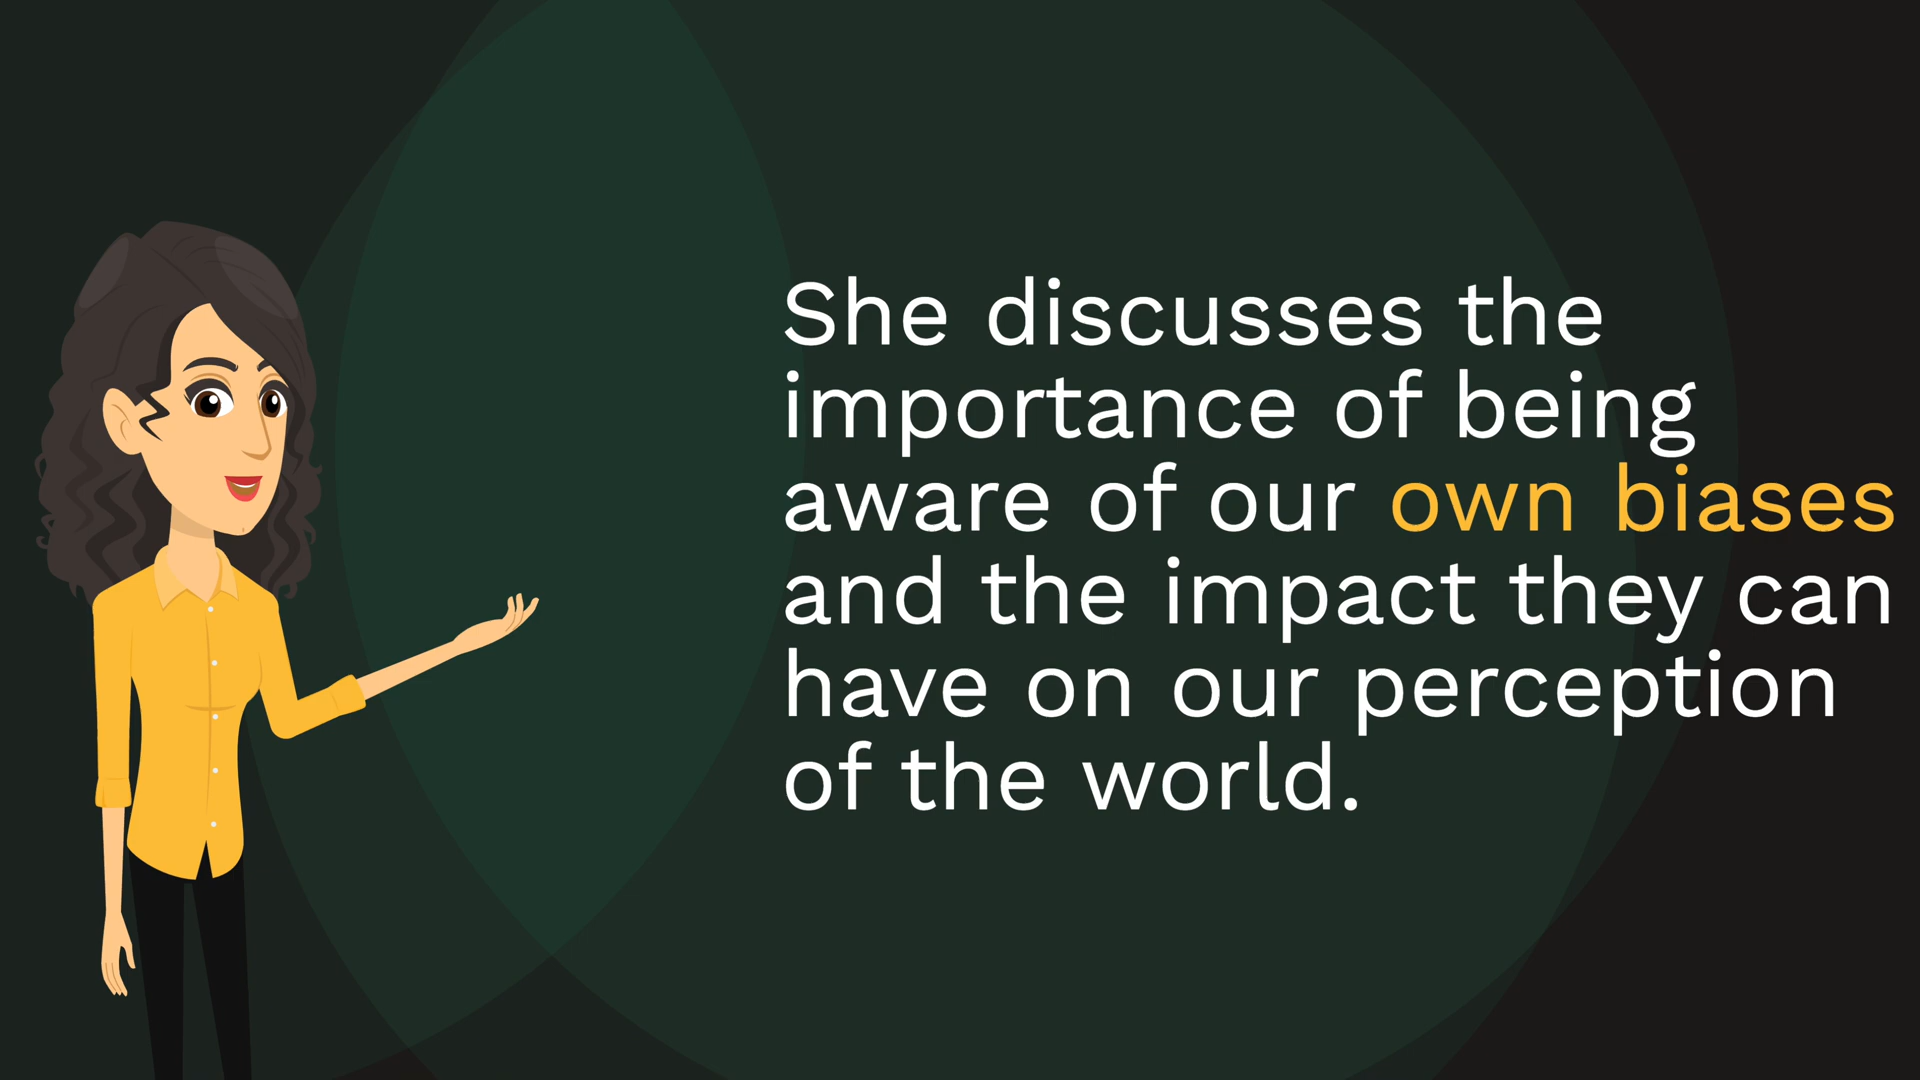 She discusses the
importance of being
aware of our own biases
and the impact they can
have on our perception
of the world.